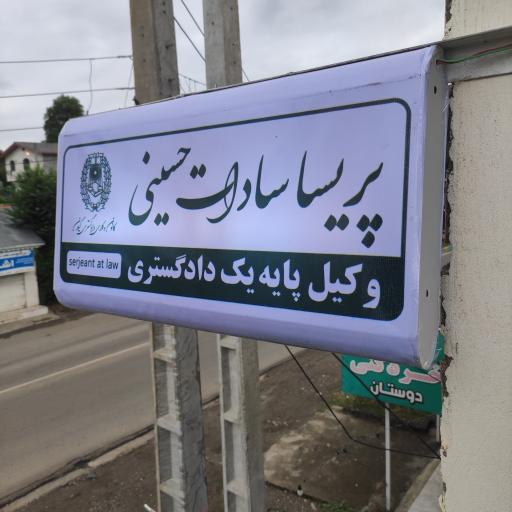 پریسا سادات حسینی
وکیل پایه یک دادگستری
serjeant at law
دوستان